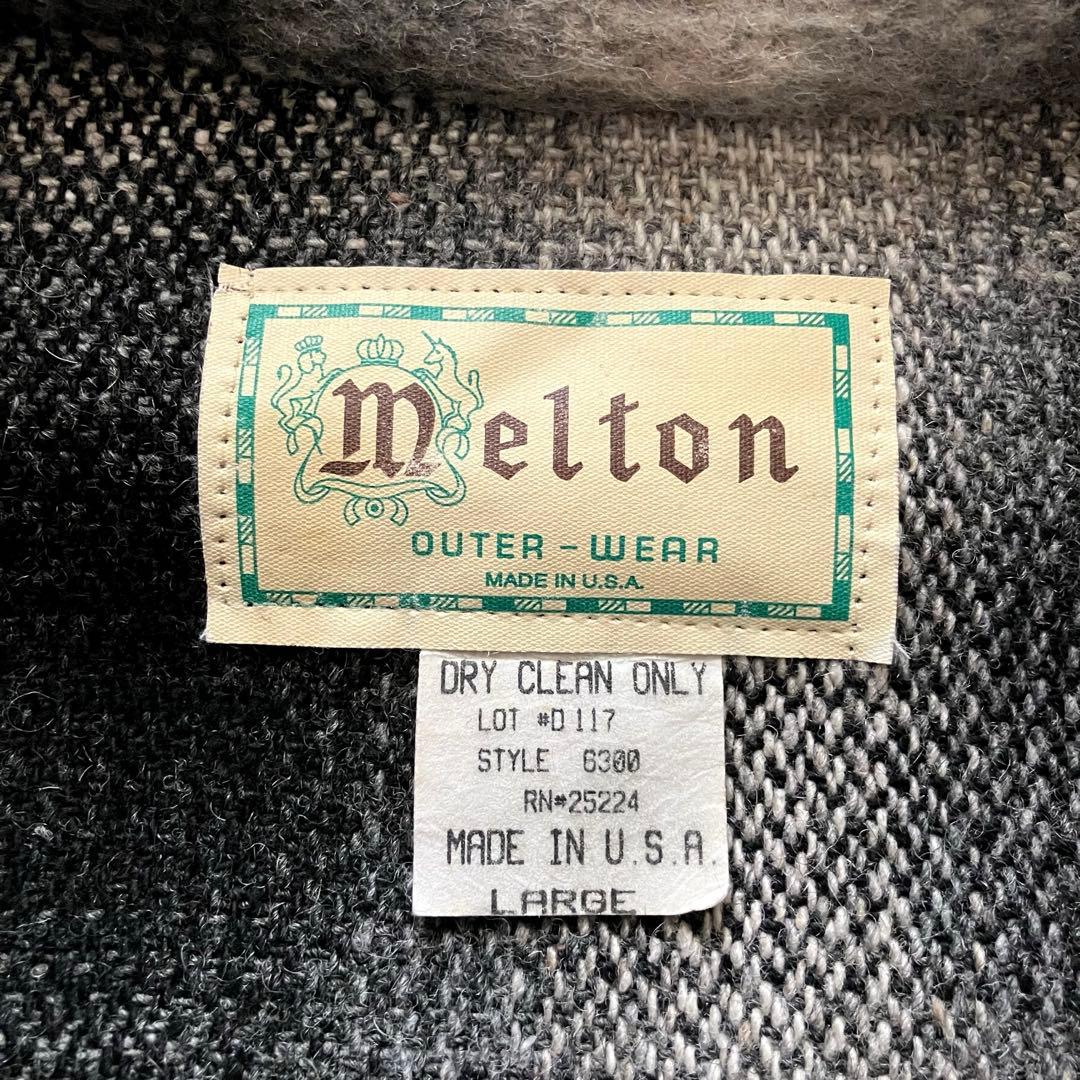 Melton
OUTER-WEAR
MADE IN U.S.A.
DRY CLEAN ONLY
LOT #D117
STYLE 6300
RN#25224
MADE IN U.S.A.
LARGE